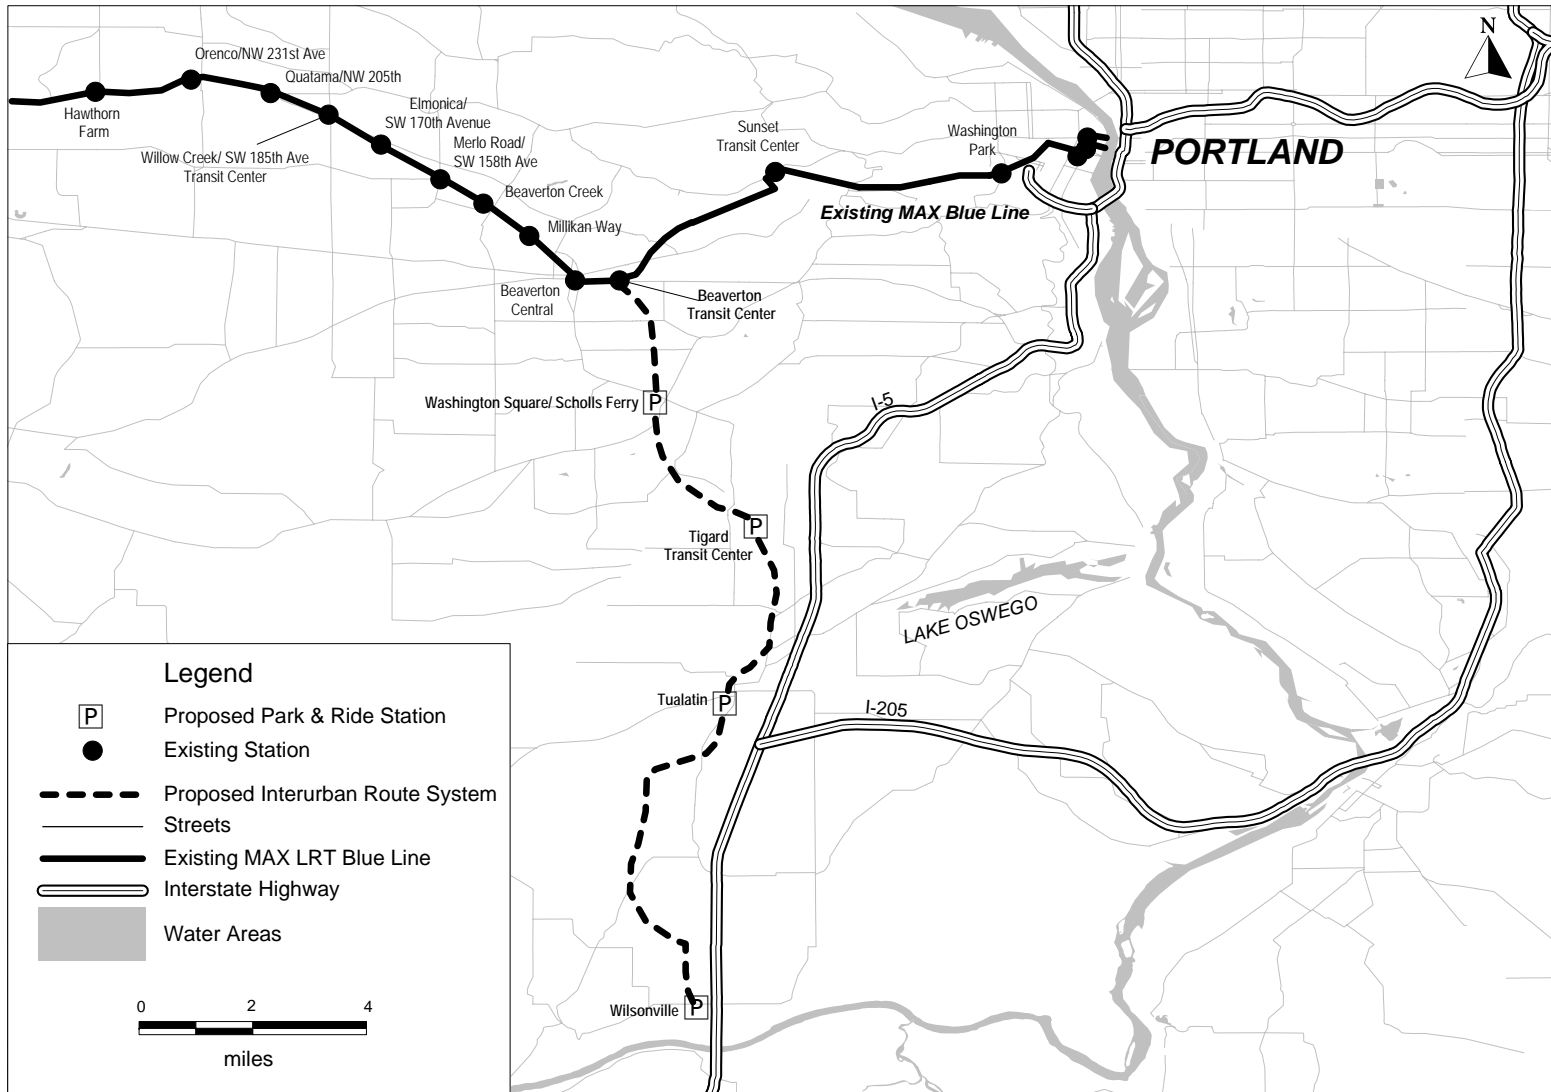 Orenco/NW 231st Ave
Quatama/NW 205th
Hawthorn
Farm
Elmonica/
SW 170th Avenue
Merlo Road/
SW 158th Ave
Willow Creek/ SW 185th Ave
Transit Center
Beaverton Creek
Millikan Way
Beaverton
Central
Beaverton
Transit Center
Sunset
Transit Center
Washington
Park
PORTLAND
N
Existing MAX Blue Line
Washington Square/ Scholls Ferry
P
I-5
P
Tigard
Transit Center
LAKE OSWEGO
Tualatin
P
I-205
Wilsonville
P
Legend
P Proposed Park & Ride Station
Existing Station
Proposed Interurban Route System
Streets
Existing MAX LRT Blue Line
Interstate Highway
Water Areas
0 2 4
miles